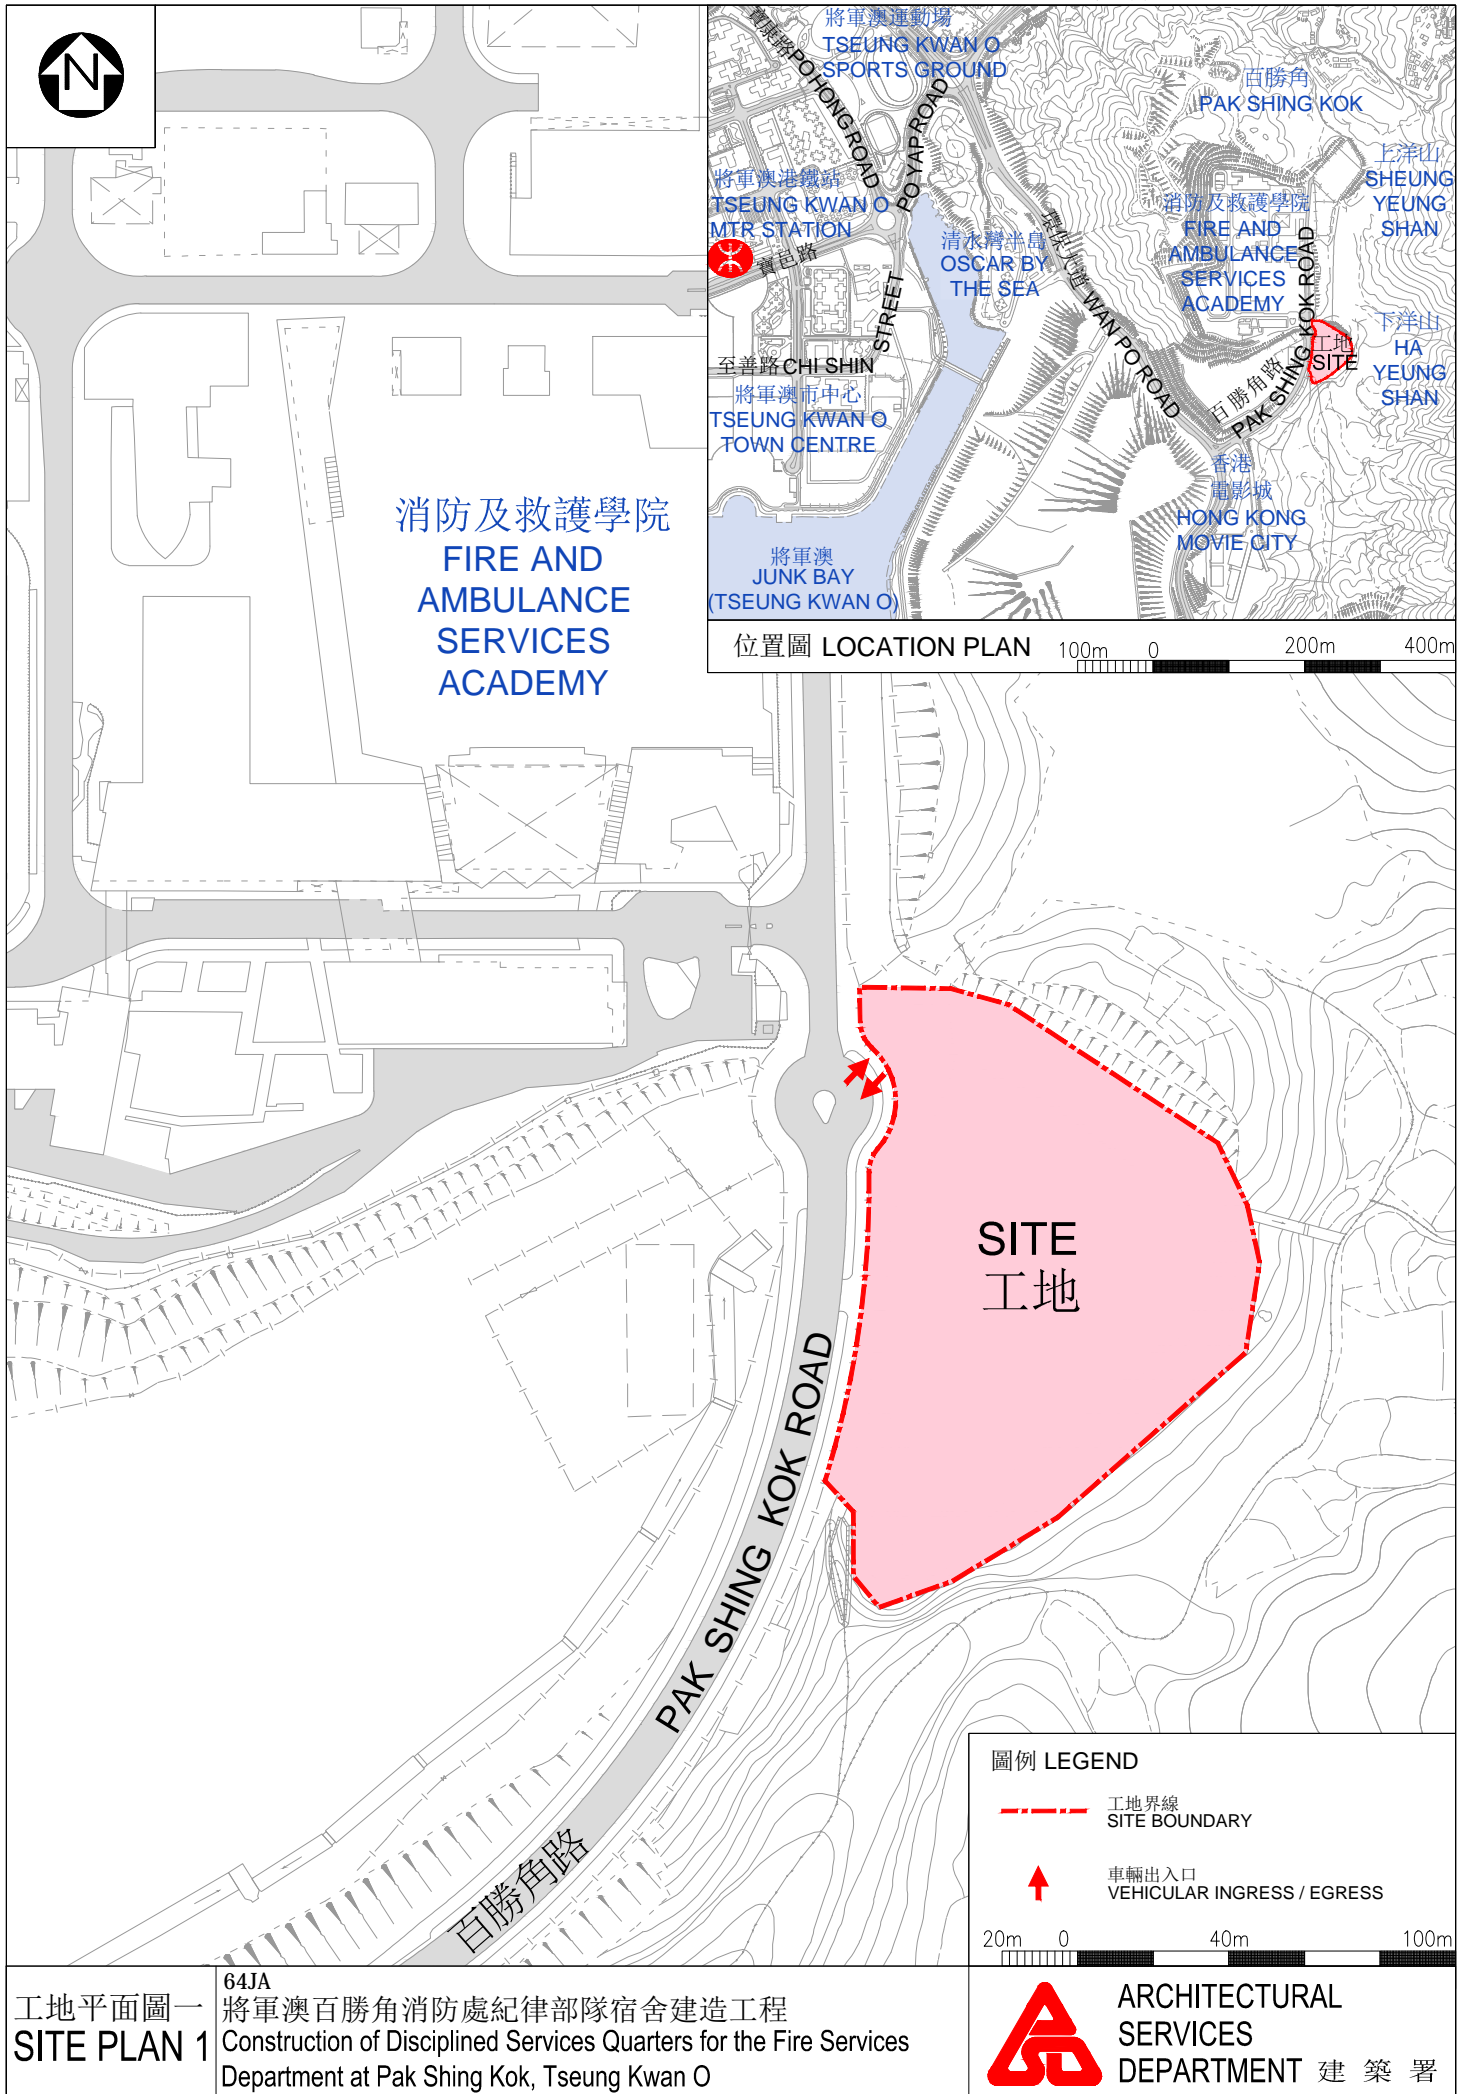 N
將軍澳運動場
TSEUNG KWAN O
SPORTS GROUND
寶康路 PO HONG ROAD
PO YAP ROAD
百勝角
PAK SHING KOK
上洋山
SHEUNG
YEUNG
SHAN
將軍澳港鐵站
TSEUNG KWAN O
MTR STATION
寶邑路
清水灣半島
OSCAR BY
THE SEA
環保大道 WAN PO ROAD
消防及救護學院
FIRE AND
AMBULANCE
SERVICES
ACADEMY
百勝角路
PAK SHING KOK ROAD
工地
SITE
下洋山
HA
YEUNG
SHAN
至善路 CHI SHIN STREET
將軍澳市中心
TSEUNG KWAN O
TOWN CENTRE
香港
電影城
HONG KONG
MOVIE CITY
將軍澳
JUNK BAY
(TSEUNG KWAN O)
位置圖 LOCATION PLAN
100m 0 200m 400m
消防及救護學院
FIRE AND
AMBULANCE
SERVICES
ACADEMY
SITE
工地
PAK SHING KOK ROAD
百勝角路
圖例 LEGEND
工地界線
SITE BOUNDARY
車輛出入口
VEHICULAR INGRESS / EGRESS
20m 0 40m 100m
工地平面圖一
SITE PLAN 1
64JA
將軍澳百勝角消防處紀律部隊宿舍建造工程
Construction of Disciplined Services Quarters for the Fire Services
Department at Pak Shing Kok, Tseung Kwan O
ARCHITECTURAL
SERVICES
DEPARTMENT 建築署